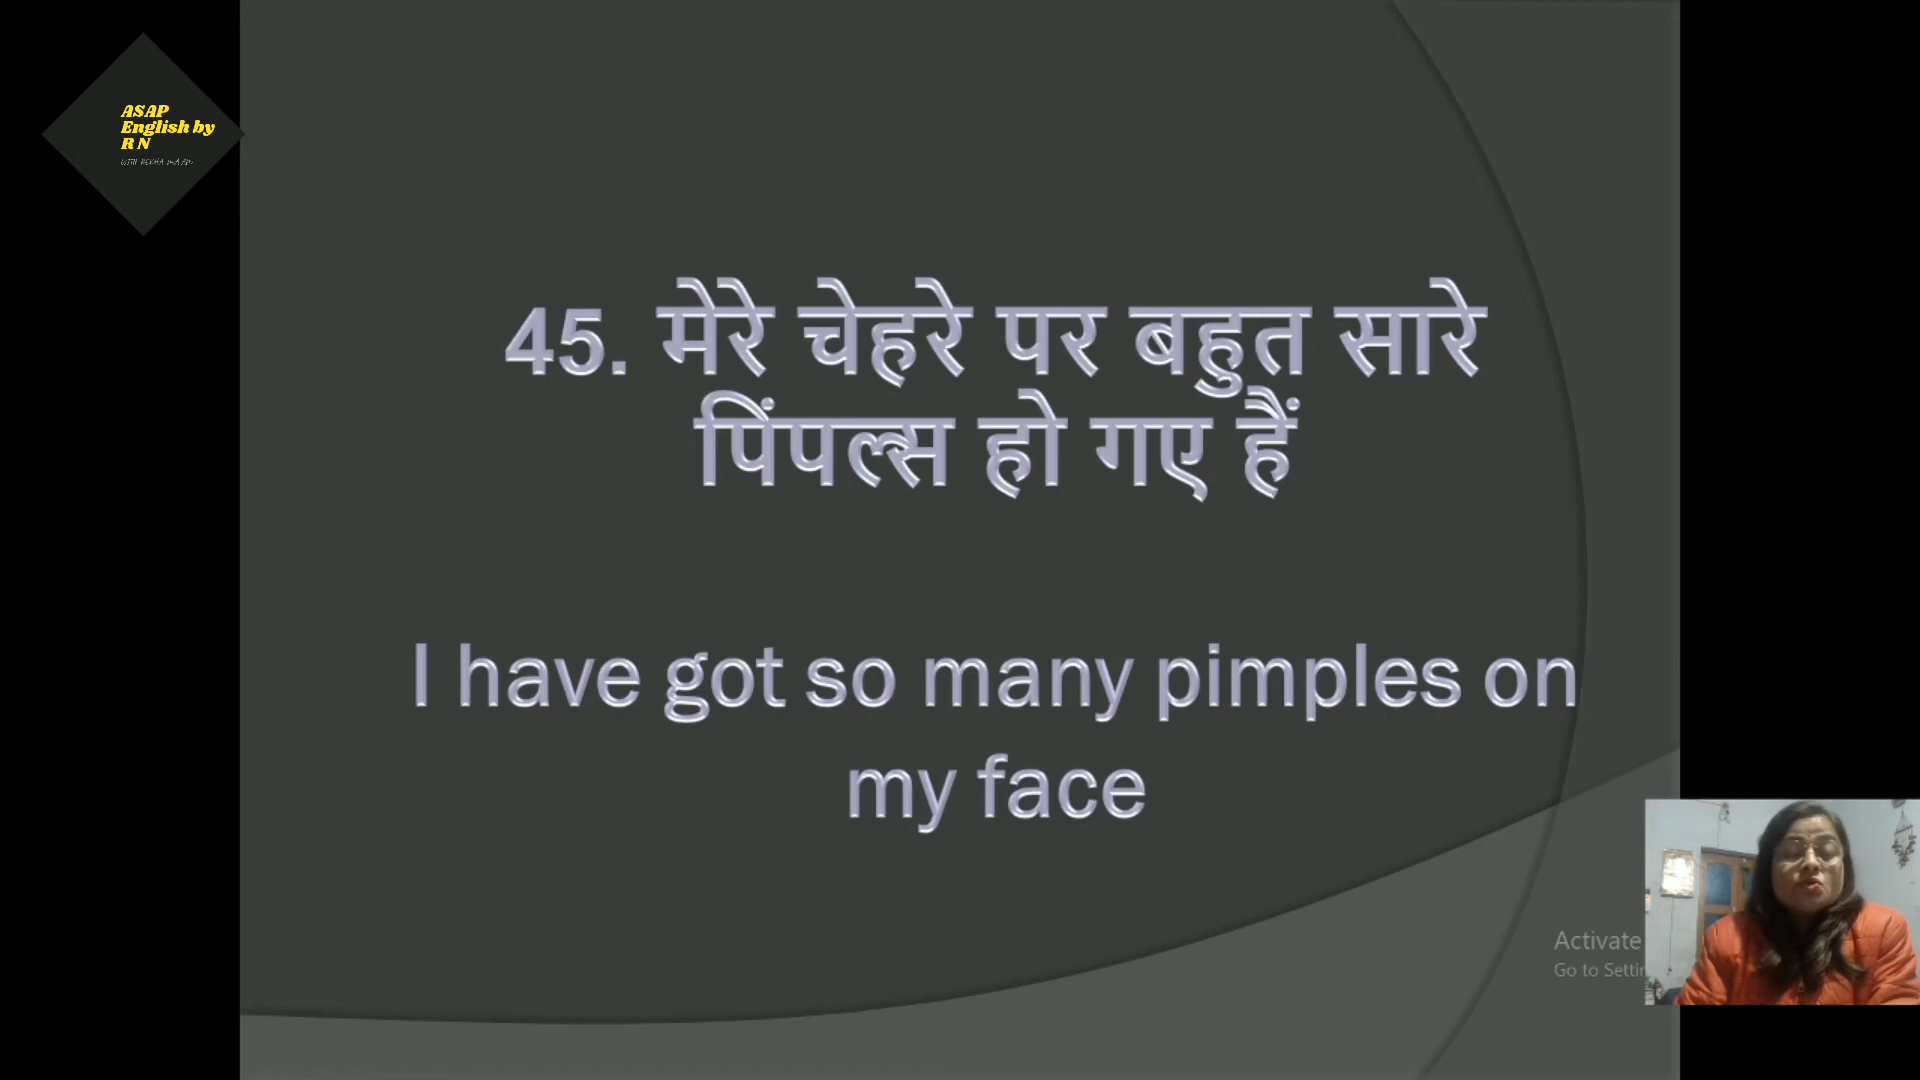 ASAP
English by
R N
45. मेरे चेहरे पर बहुत सारे
पिंपल्स हो गए हैं
I have got so many pimples on
my face
Activate
Go to Settin